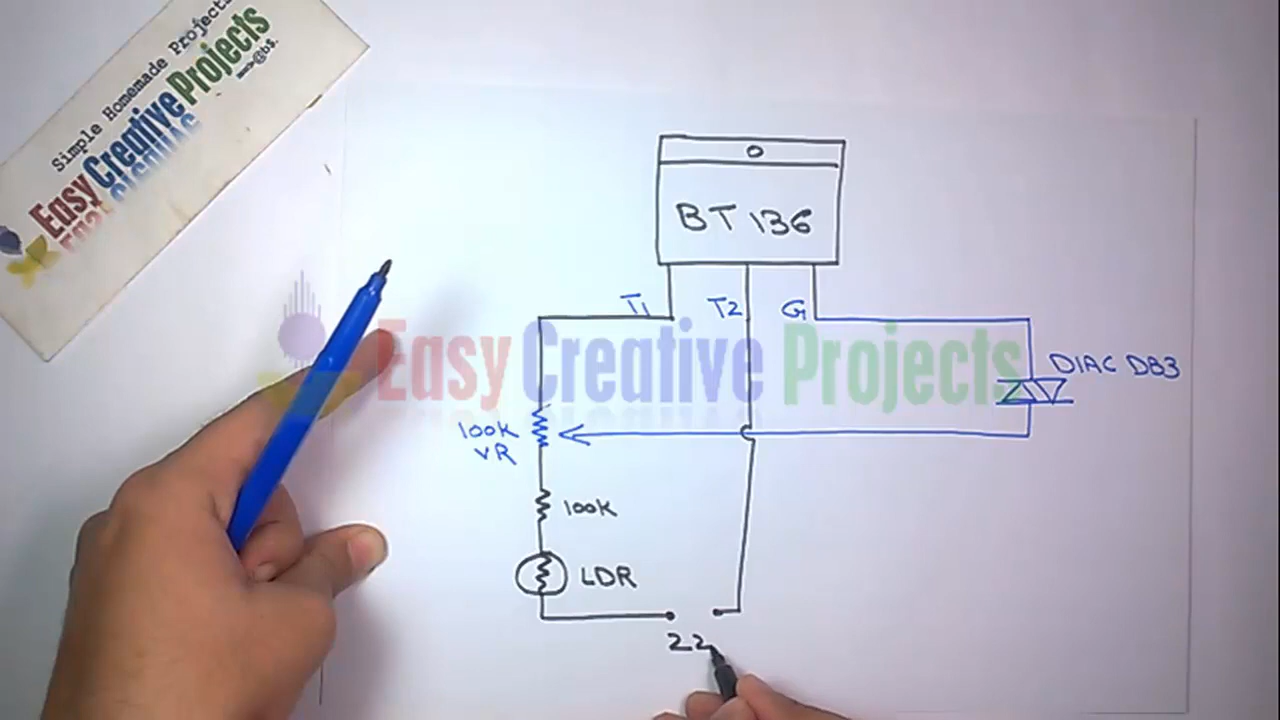 Simple Homemade Projects
Easy Creative Projects
BT 136
T1 T2 G
DIAC DB3
Easy Creative Projects
100K
VR
100K
LDR
22